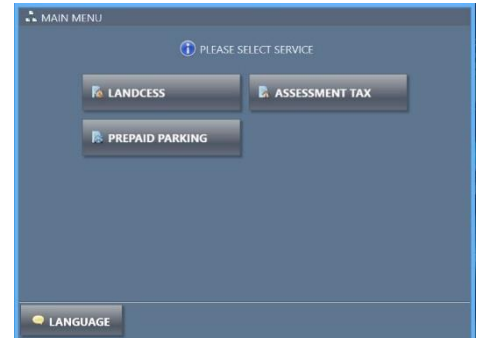 MAIN MENU
PLEASE SELECT SERVICE
LANDCESS
ASSESSMENT TAX
PREPAID PARKING
LANGUAGE